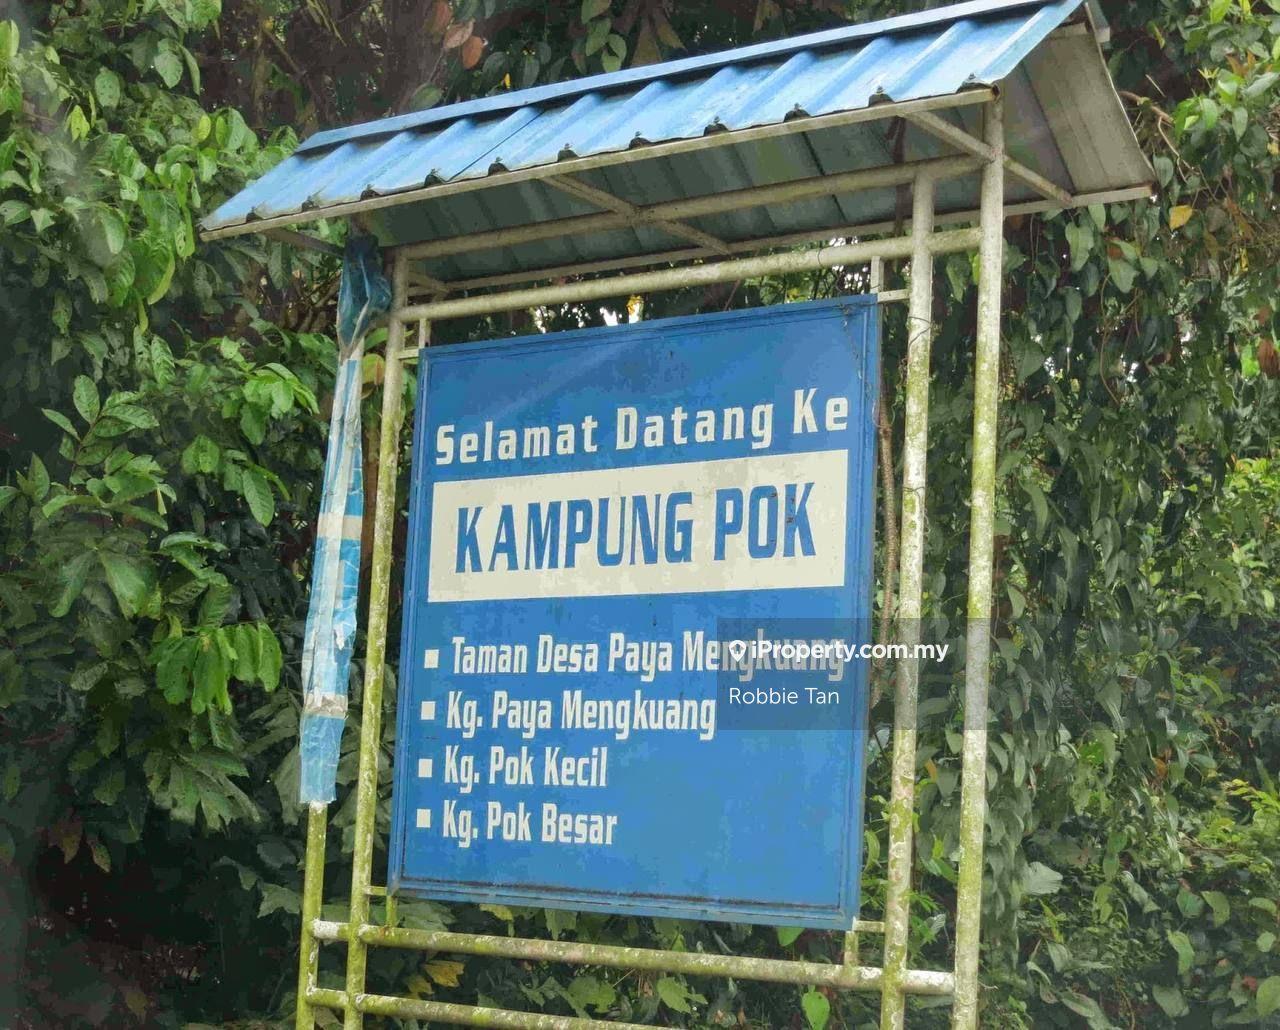 Selamat Datang Ke
KAMPUNG POK
Taman Desa Paya Mengkuang
Kg. Paya Mengkuang
Kg. Pok Kecil
Kg. Pok Besar
iProperty.com.my
Robbie Tan